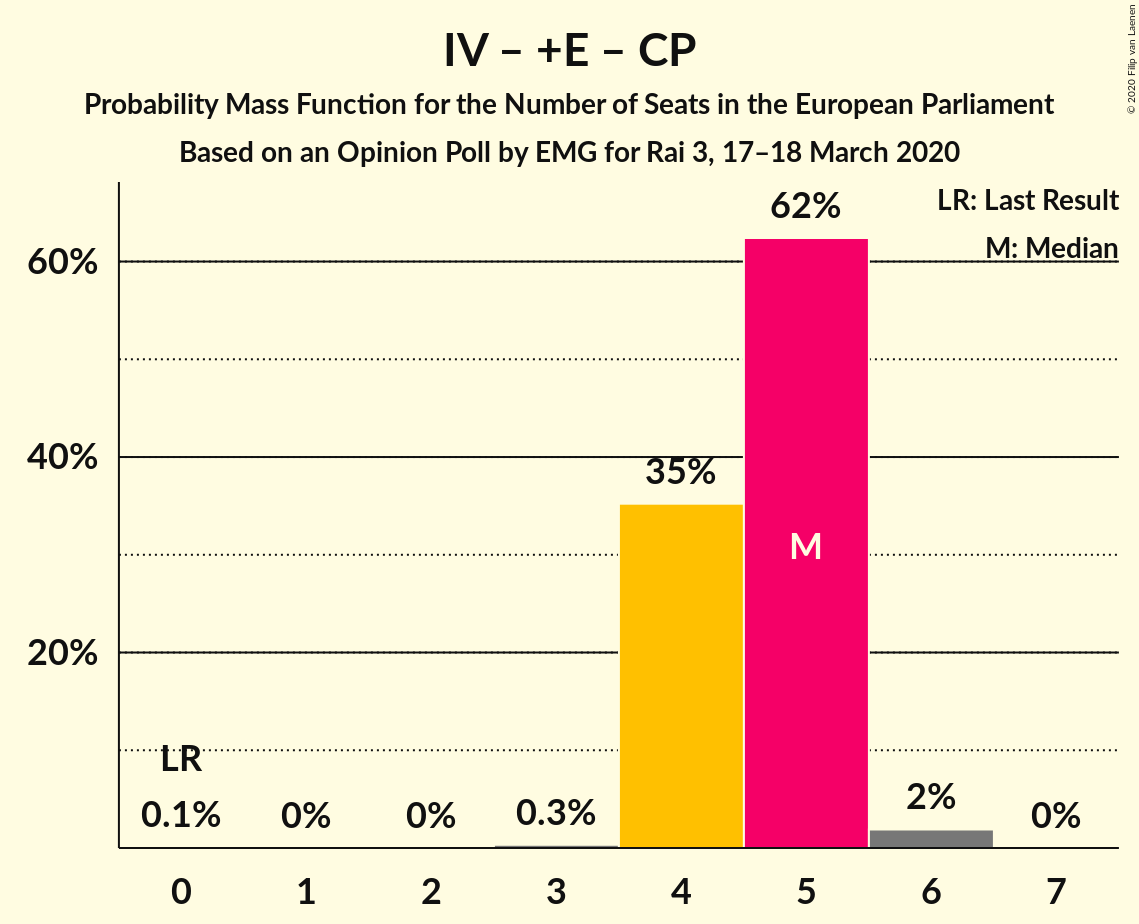 IV – +E – CP
Probability Mass Function for the Number of Seats in the European Parliament
Based on an Opinion Poll by EMG for Rai 3, 17–18 March 2020
© 2020 Filip van Laenen
LR: Last Result
M: Median
62%
60%
40%
35%
M
20%
LR
0.1% 0% 0% 0.3% 2% 0%
0 1 2 3 4 5 6 7